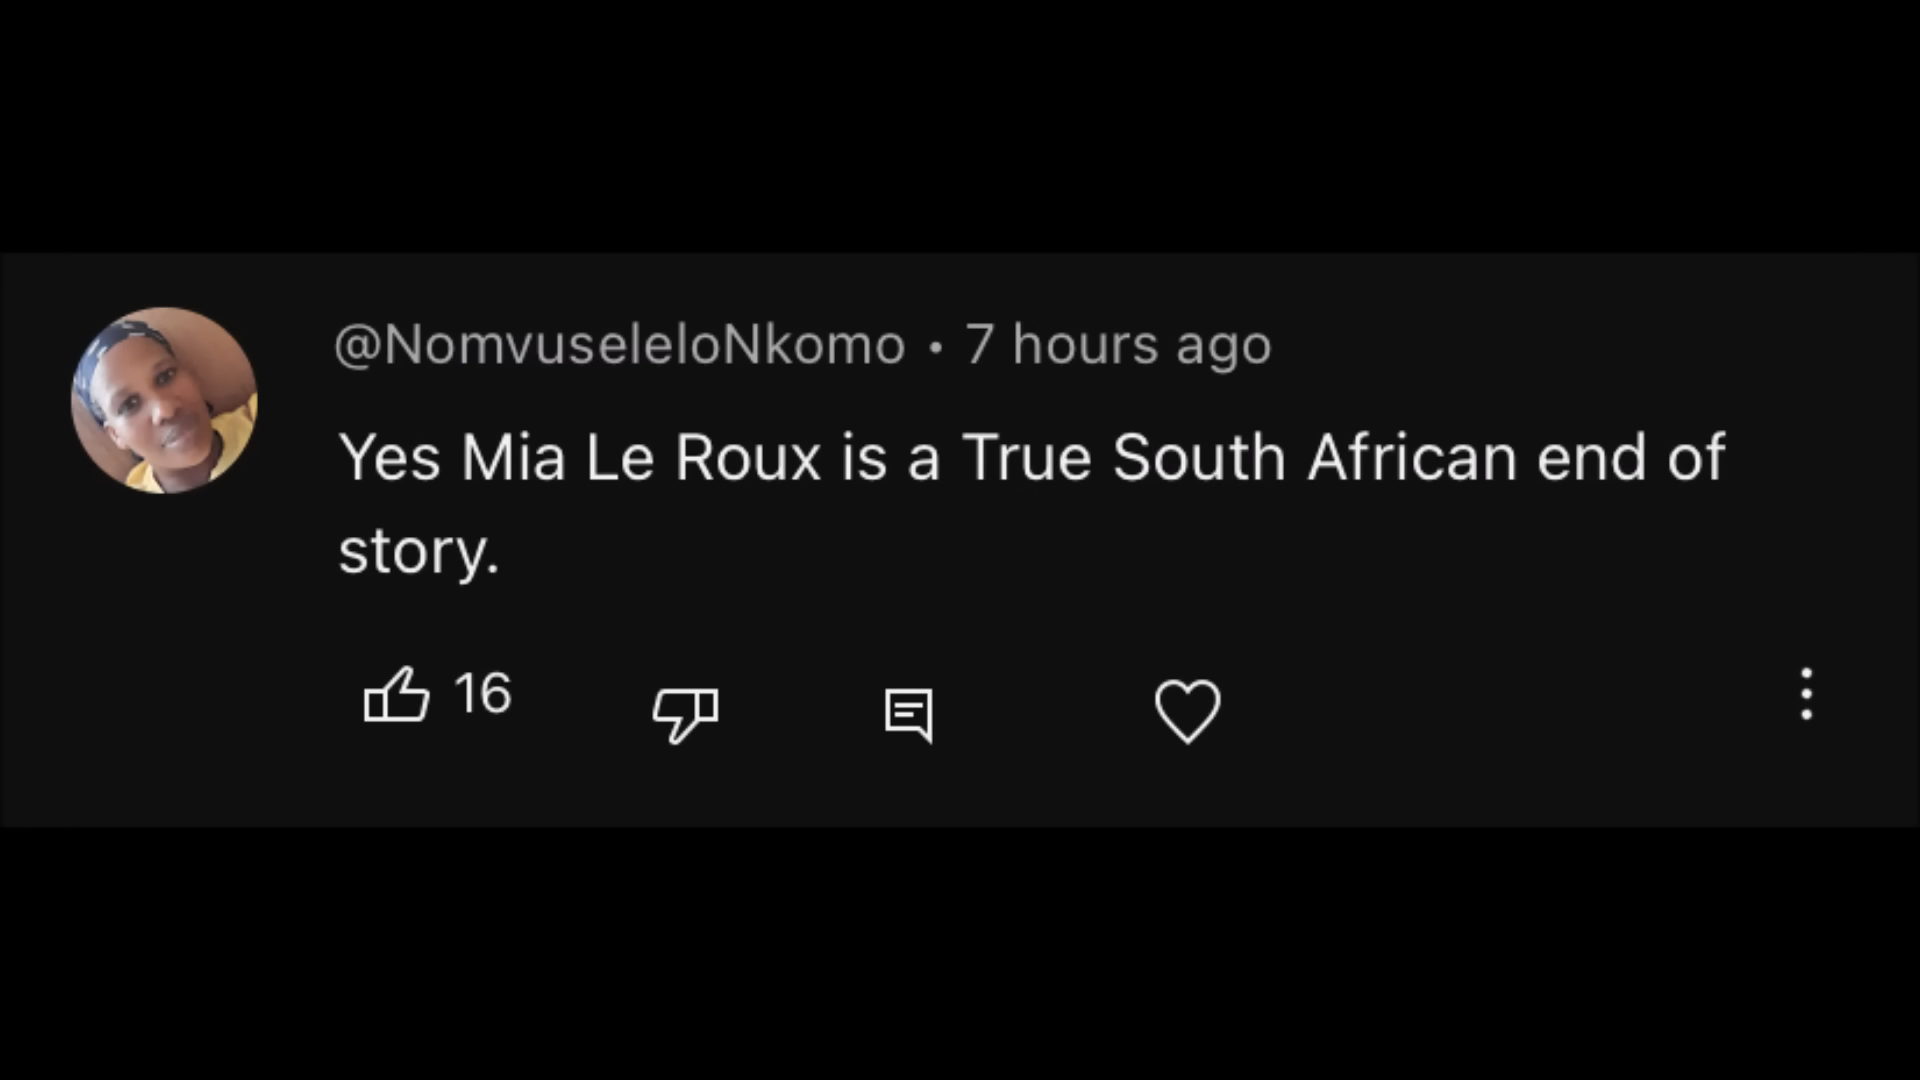 @NomvuseleloNkomo • 7 hours ago
Yes Mia Le Roux is a True South African end of
story.
16